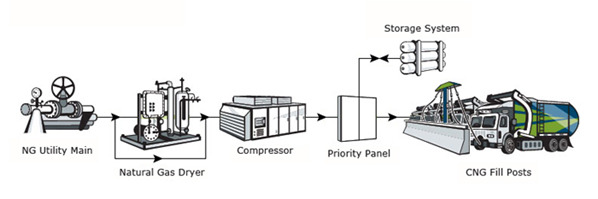 Storage System
NG Utility Main
Natural Gas Dryer
Compressor
Priority Panel
CNG Fill Posts